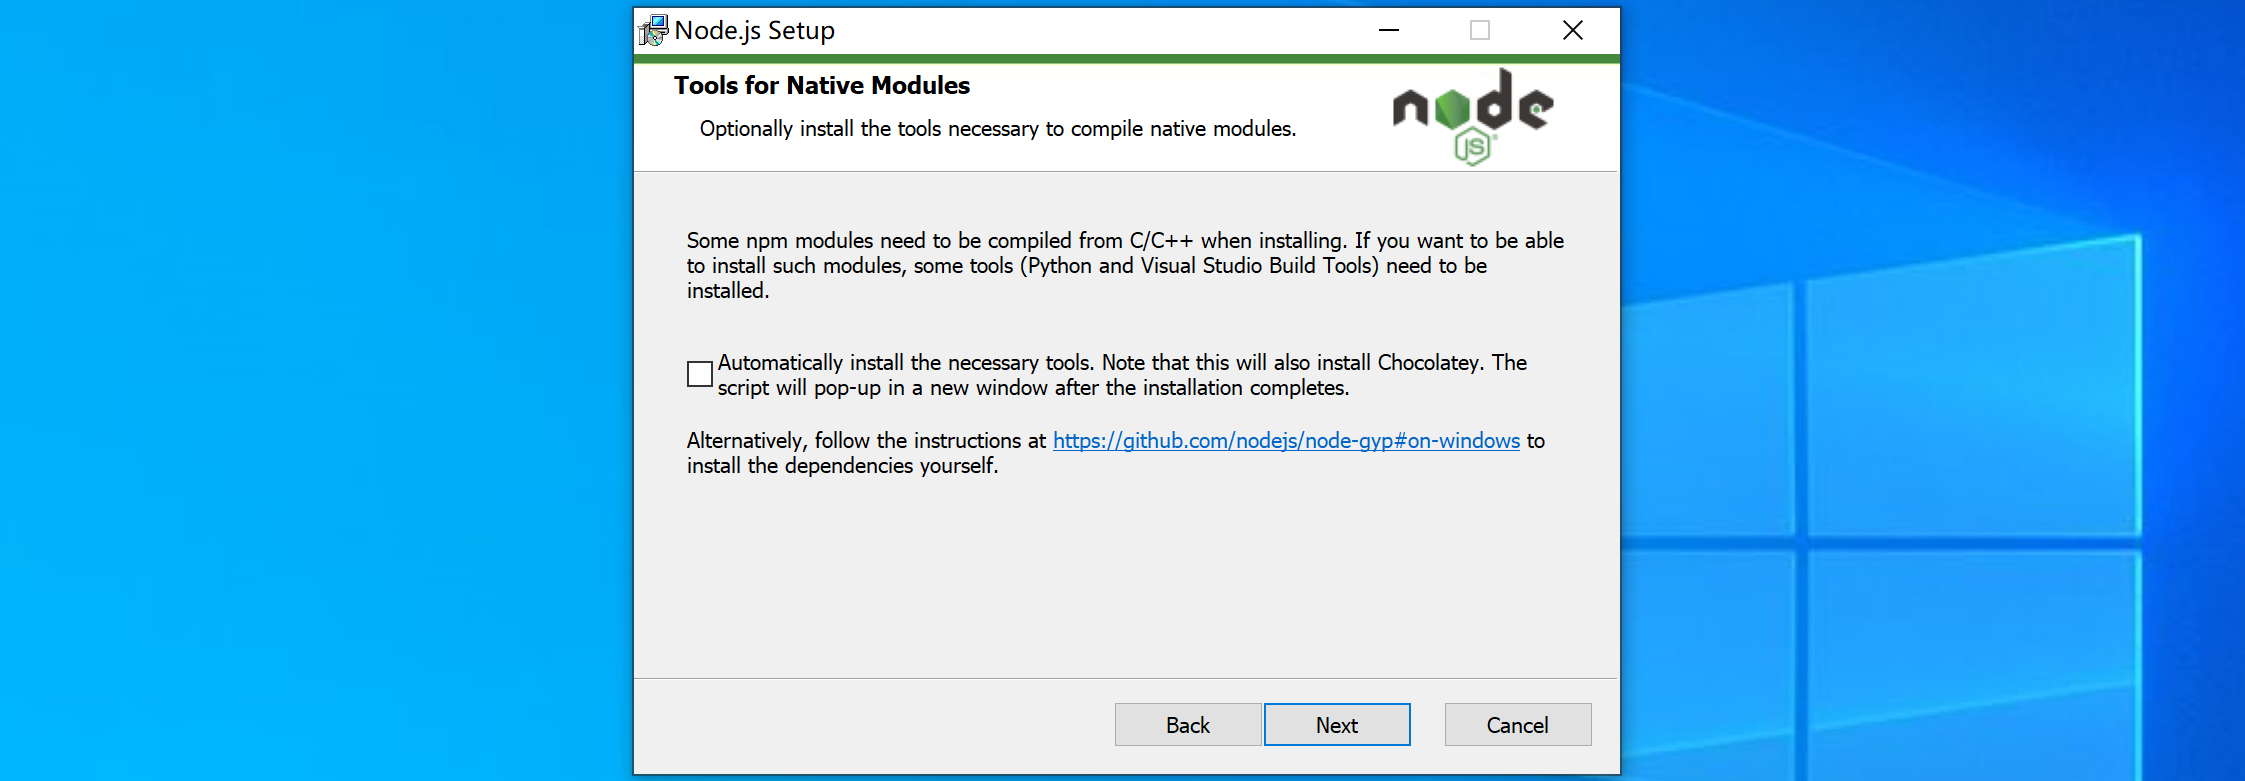 Node.js Setup
Tools for Native Modules
Optionally install the tools necessary to compile native modules.
node
JS
Some npm modules need to be compiled from C/C++ when installing. If you want to be able
to install such modules, some tools (Python and Visual Studio Build Tools) need to be
installed.
Automatically install the necessary tools. Note that this will also install Chocolatey. The
script will pop-up in a new window after the installation completes.
Alternatively, follow the instructions at https://github.com/nodejs/node-gyp#on-windows to
install the dependencies yourself.
Back Next Cancel